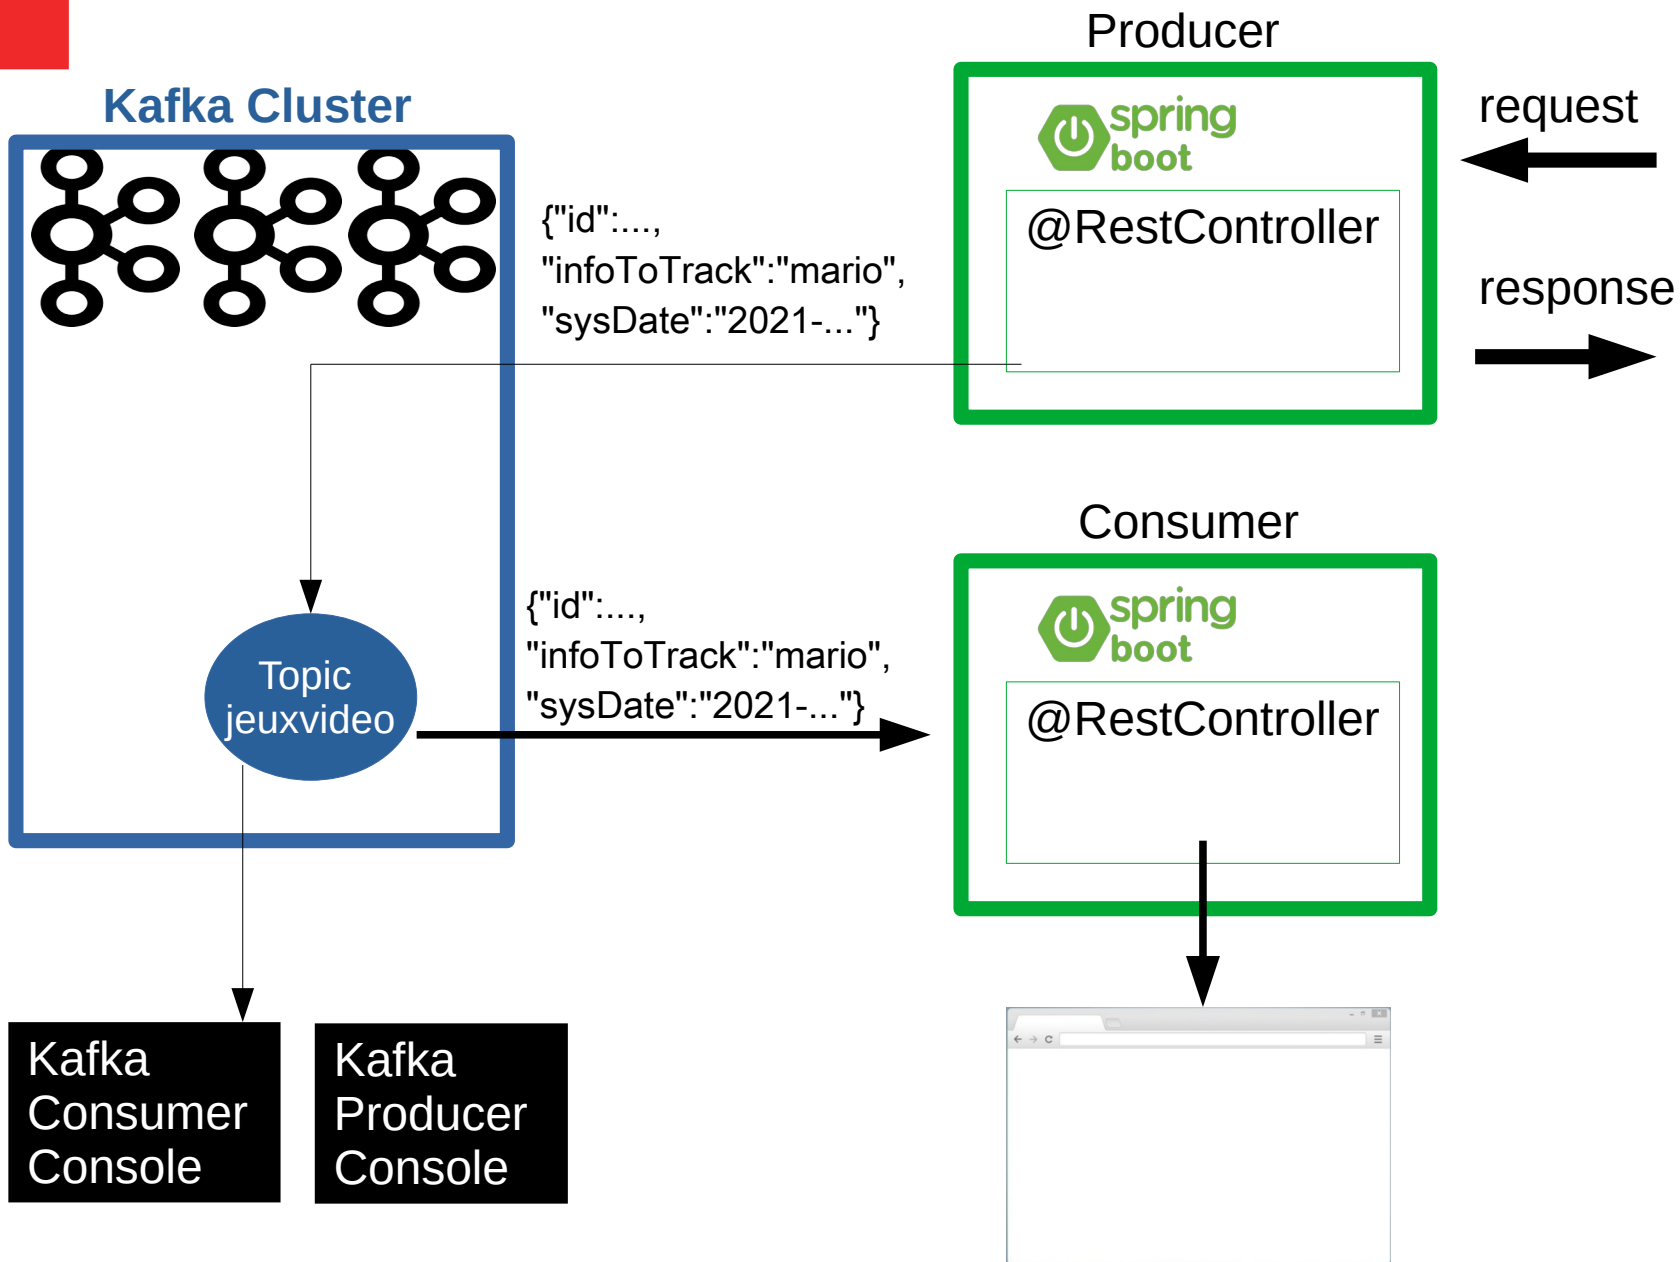 Producer
Kafka Cluster
spring
boot
request
@RestController
{"id":...,
"infoToTrack":"mario",
"sysDate":"2021-..."}
response
Consumer
spring
boot
{"id":...,
"infoToTrack":"mario",
"sysDate":"2021-..."}
Topic
jeuxvideo
@RestController
Kafka
Consumer
Console
Kafka
Producer
Console